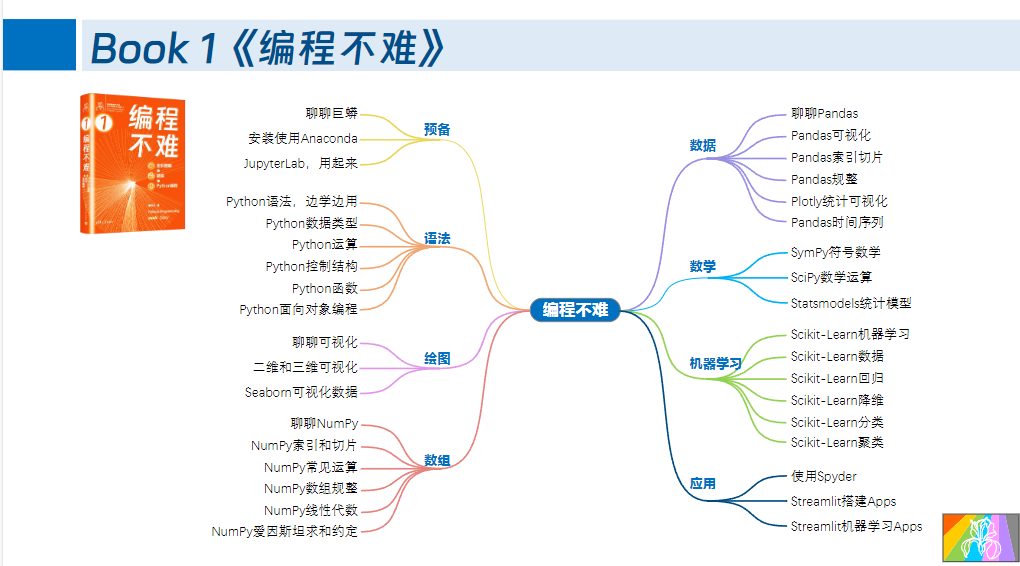 Book 1《编程不难》
1
编程
不难
1
编程不难
预备
聊聊巨蟒
安装使用Anaconda
JupyterLab，用起来
语法
Python语法，边学边用
Python数据类型
Python运算
Python控制结构
Python函数
Python面向对象编程
绘图
聊聊可视化
二维和三维可视化
Seaborn可视化数据
数组
聊聊NumPy
NumPy索引和切片
NumPy常见运算
NumPy数组规整
NumPy线性代数
NumPy爱因斯坦求和约定
编程不难
数据
聊聊Pandas
Pandas可视化
Pandas索引切片
Pandas规整
Plotly统计可视化
Pandas时间序列
数学
SymPy符号数学
SciPy数学运算
Statsmodels统计模型
机器学习
Scikit-Learn机器学习
Scikit-Learn数据
Scikit-Learn回归
Scikit-Learn降维
Scikit-Learn分类
Scikit-Learn聚类
应用
使用Spyder
Streamlit搭建Apps
Streamlit机器学习Apps